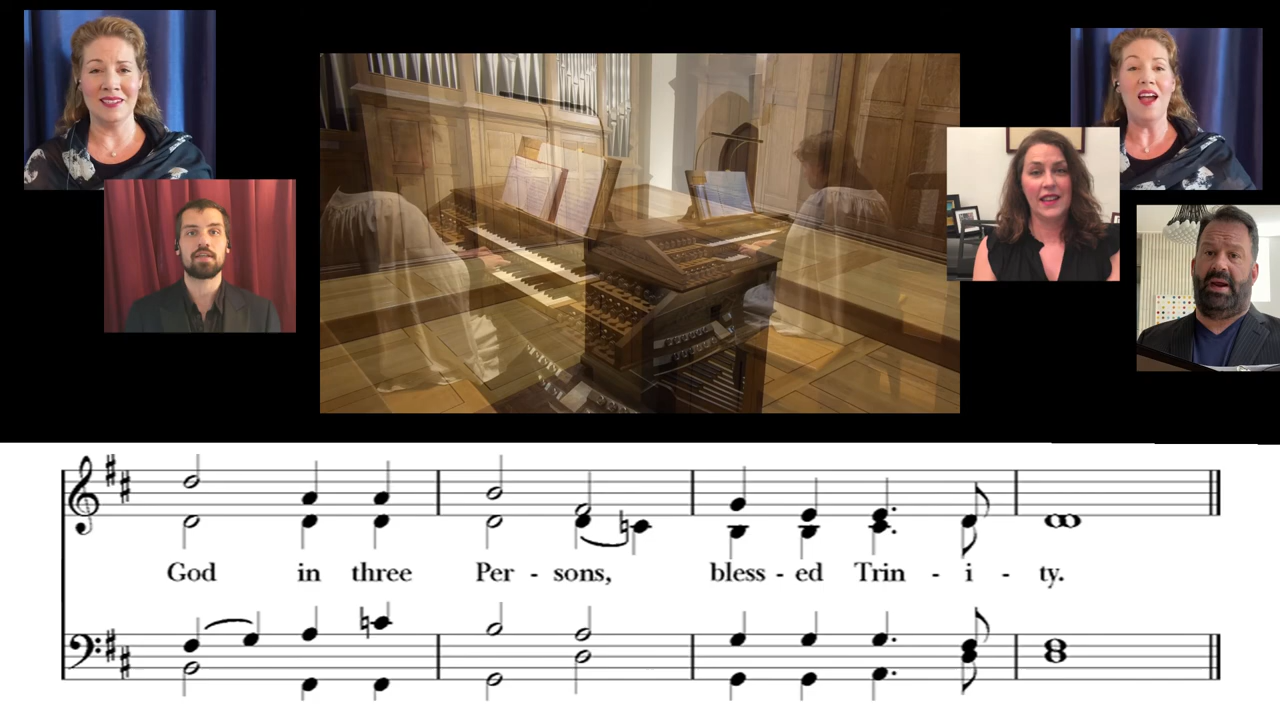 God in three Per - sons, bless - ed Trin - i - ty.